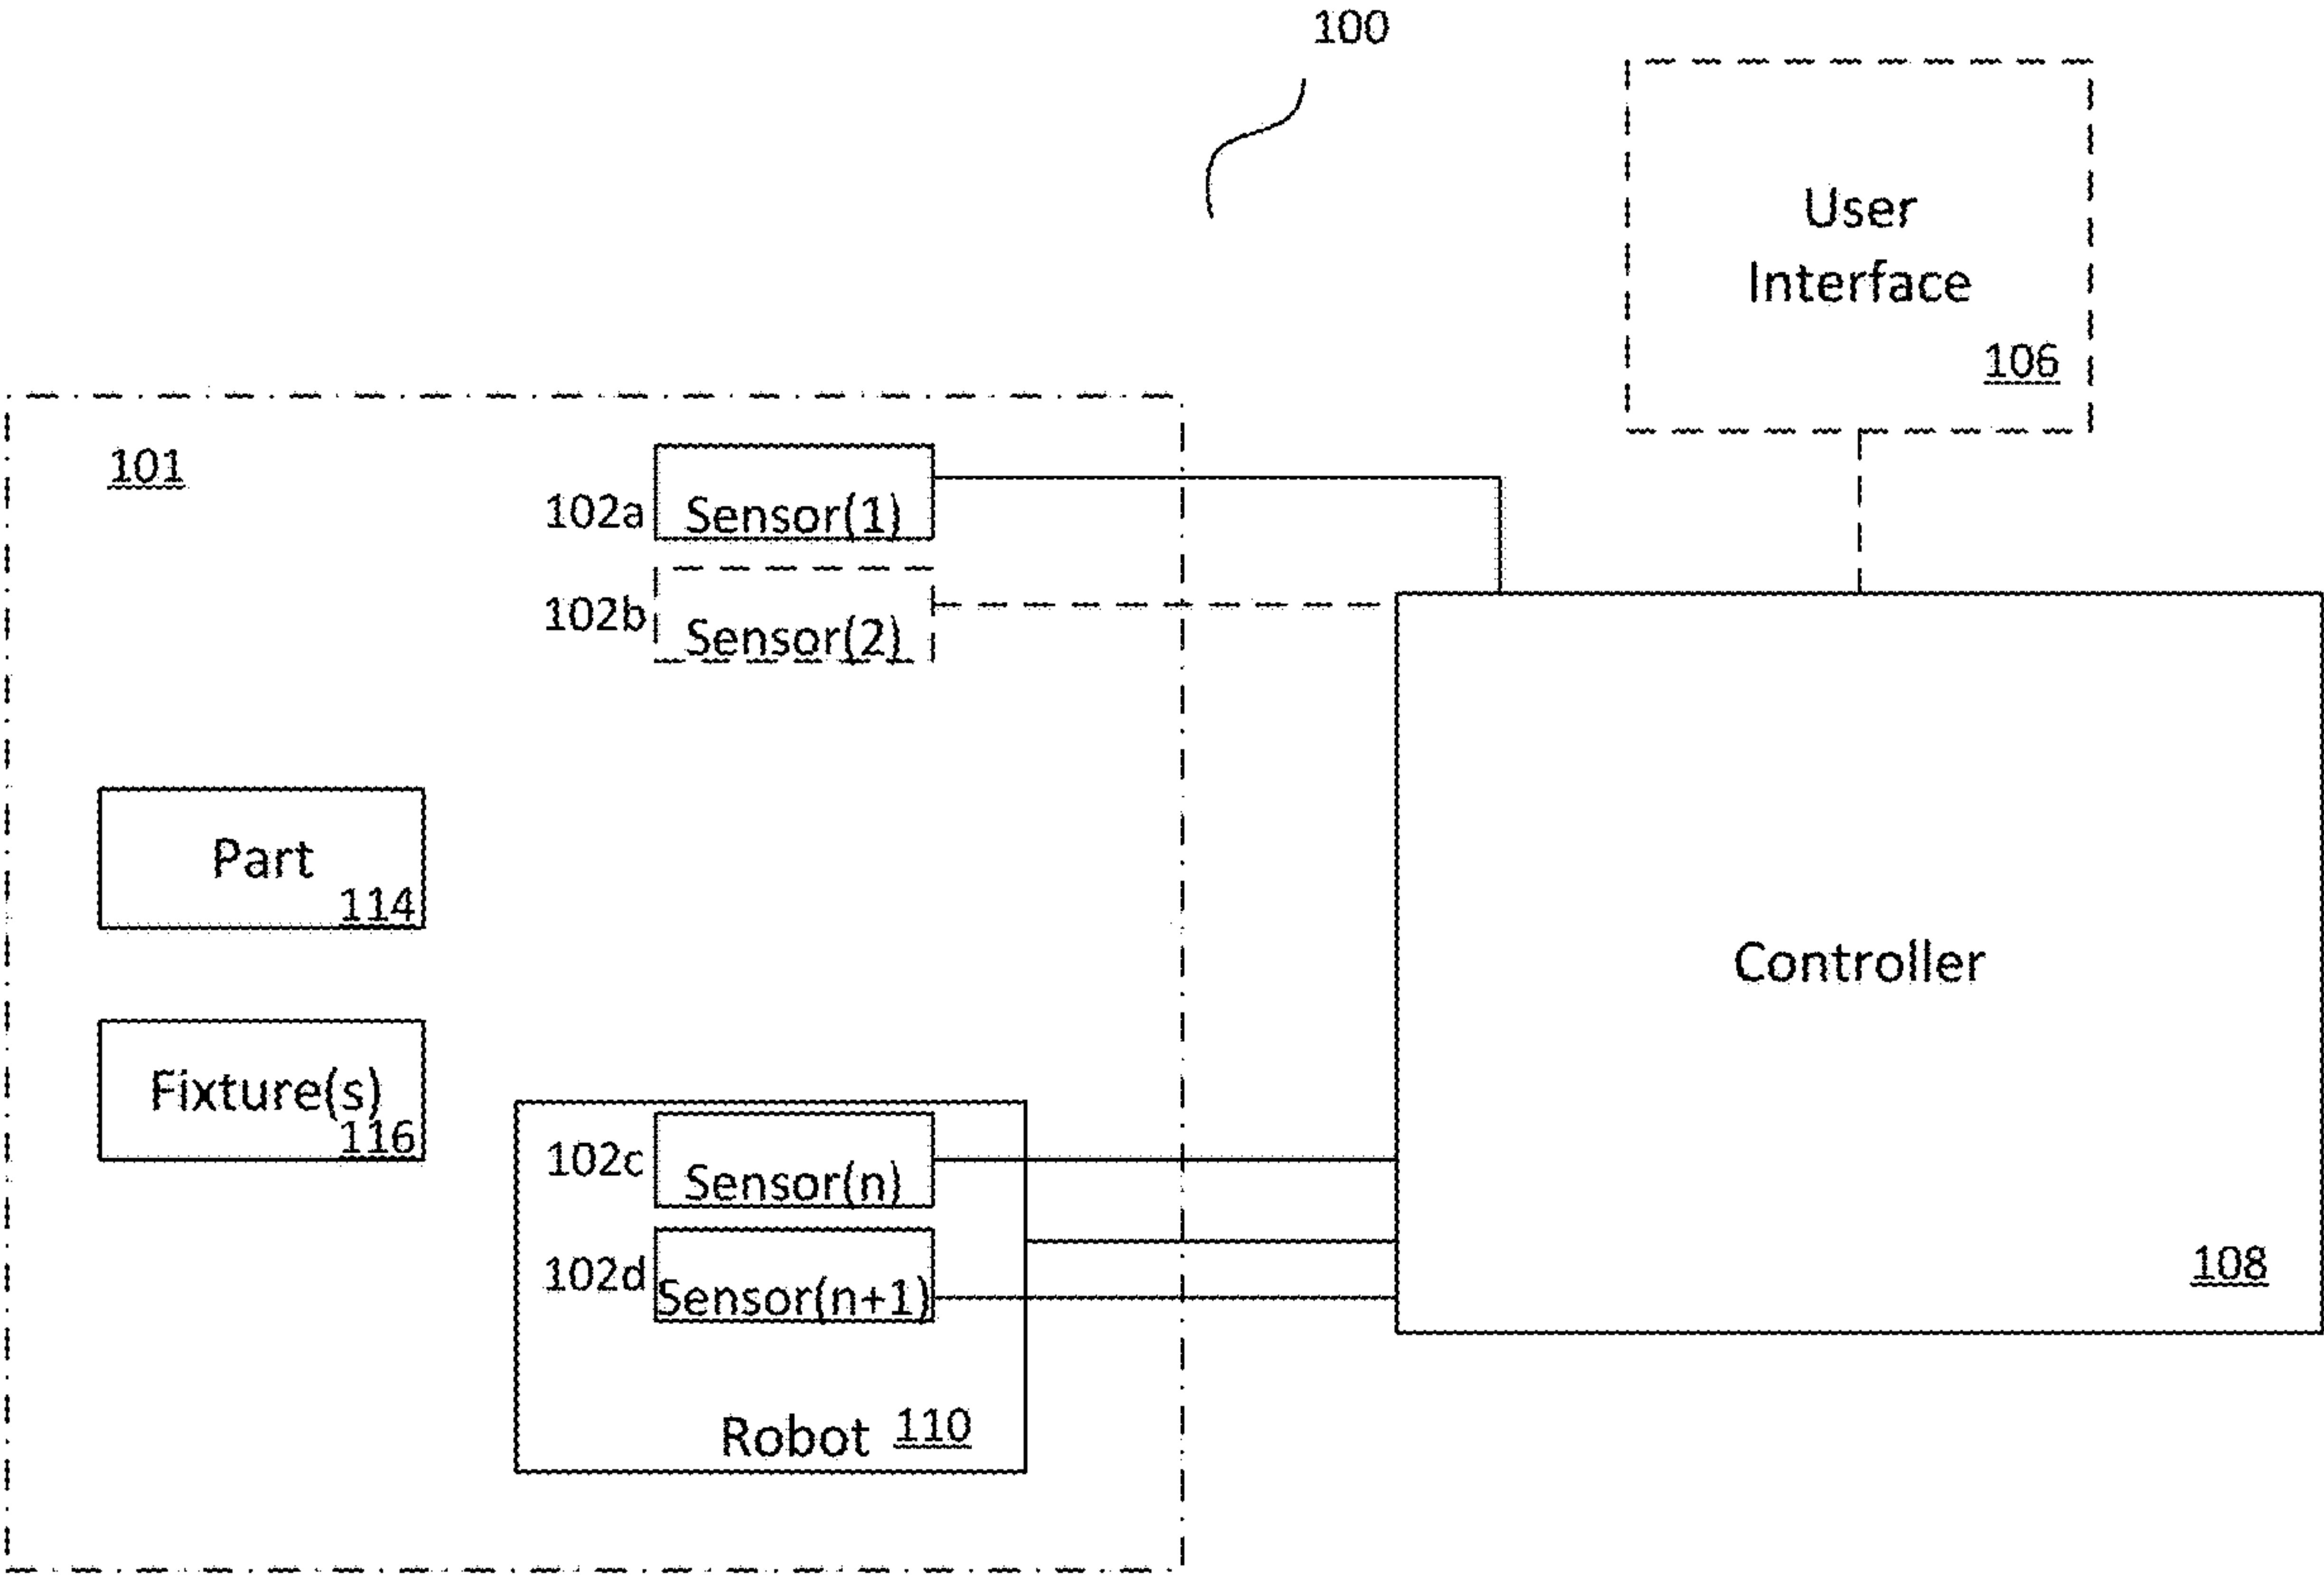 100
User
Interface
106
101
102a
Sensor(1)
102b
Sensor(2)
Part
114
Controller
Fixture(s)
116
102c
Sensor(n)
102d
Sensor(n+1)
108
Robot 110